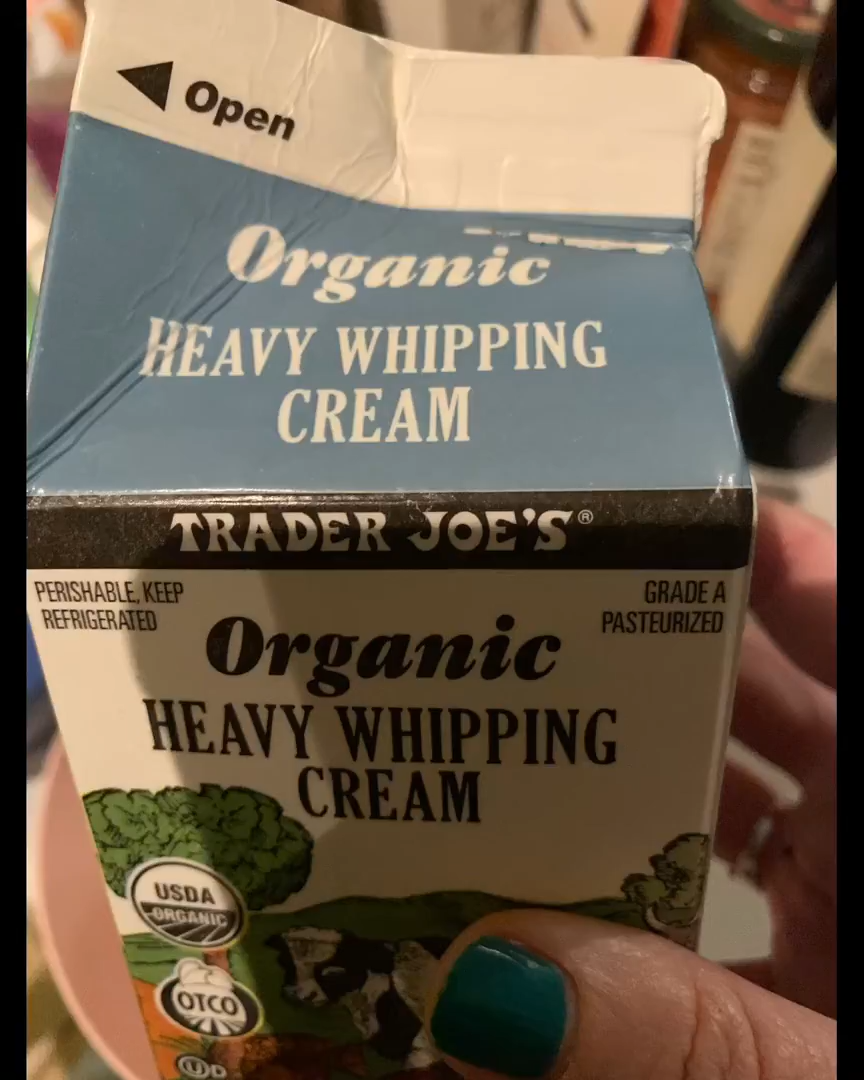 Open
Organic
HEAVY WHIPPING
CREAM
TRADER JOE'S®
PERISHABLE, KEEP
REFRIGERATED
GRADE A
PASTEURIZED
Organic
HEAVY WHIPPING
CREAM
USDA
ORGANIC
OTCO
U D